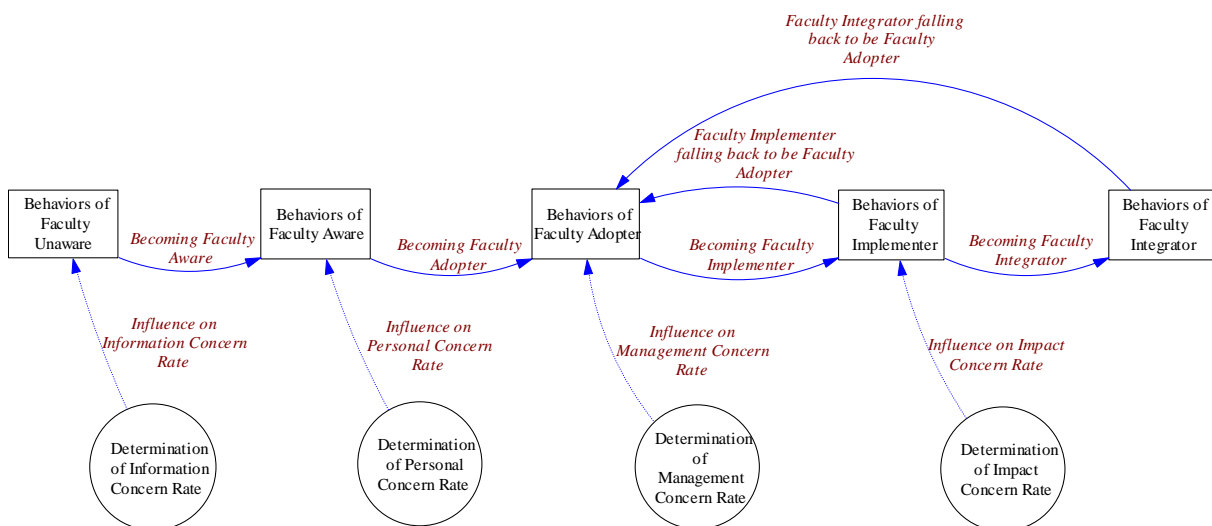 Faculty Integrator falling
back to be Faculty
Adopter
Faculty Implementer
falling back to be Faculty
Adopter
Behaviors of
Faculty
Unaware
Becoming Faculty
Aware
Behaviors of
Faculty Aware
Becoming Faculty
Adopter
Behaviors of
Faculty Adopter
Becoming Faculty
Implementer
Behaviors of
Faculty
Implementer
Becoming Faculty
Integrator
Behaviors of
Faculty
Integrator
Influence on
Information Concern
Rate
Influence on
Personal Concern
Rate
Influence on
Management Concern
Rate
Influence on Impact
Concern Rate
Determination
of Information
Concern Rate
Determination
of Personal
Concern Rate
Determination
of
Management
Concern Rate
Determination
of Impact
Concern Rate